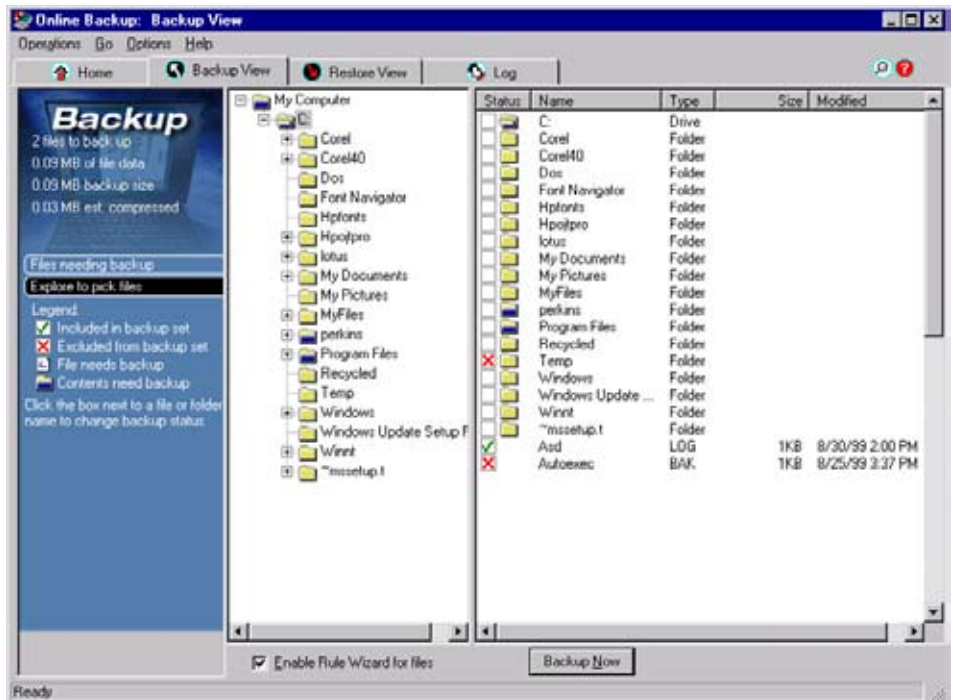 Online Backup: Backup View
Operations Go Options Help
Home Backup View Restore View Log
Backup
2 files to back up
0.09 MB of file data
0.09 MB backup size
0.03 MB est. compressed
Files needing backup
Explore to pick files
Legend
Included in backup set
Excluded from backup set
File needs backup
Contents need backup
Click the box next to a file or folder
name to change backup status
My Computer
C:
Corel
Corel40
Dos
Font Navigator
Hpfonts
Hpojtpro
lotus
My Documents
My Pictures
MyFiles
perkins
Program Files
Recycled
Temp
Windows
Windows Update Setup F
Winnt
~mssetup.t
Status Name Type Size Modified
C: Drive
Corel Folder
Corel40 Folder
Dos Folder
Font Navigator Folder
Hpfonts Folder
Hpojtpro Folder
lotus Folder
My Documents Folder
My Pictures Folder
MyFiles Folder
perkins Folder
Program Files Folder
Recycled Folder
Temp Folder
Windows Folder
Windows Update ... Folder
Winnt Folder
~mssetup.t Folder
Asd LOG 1KB 8/30/99 2:00 PM
Autoexec BAK 1KB 8/25/99 3:37 PM
Enable Rule Wizard for files
Backup Now
Ready